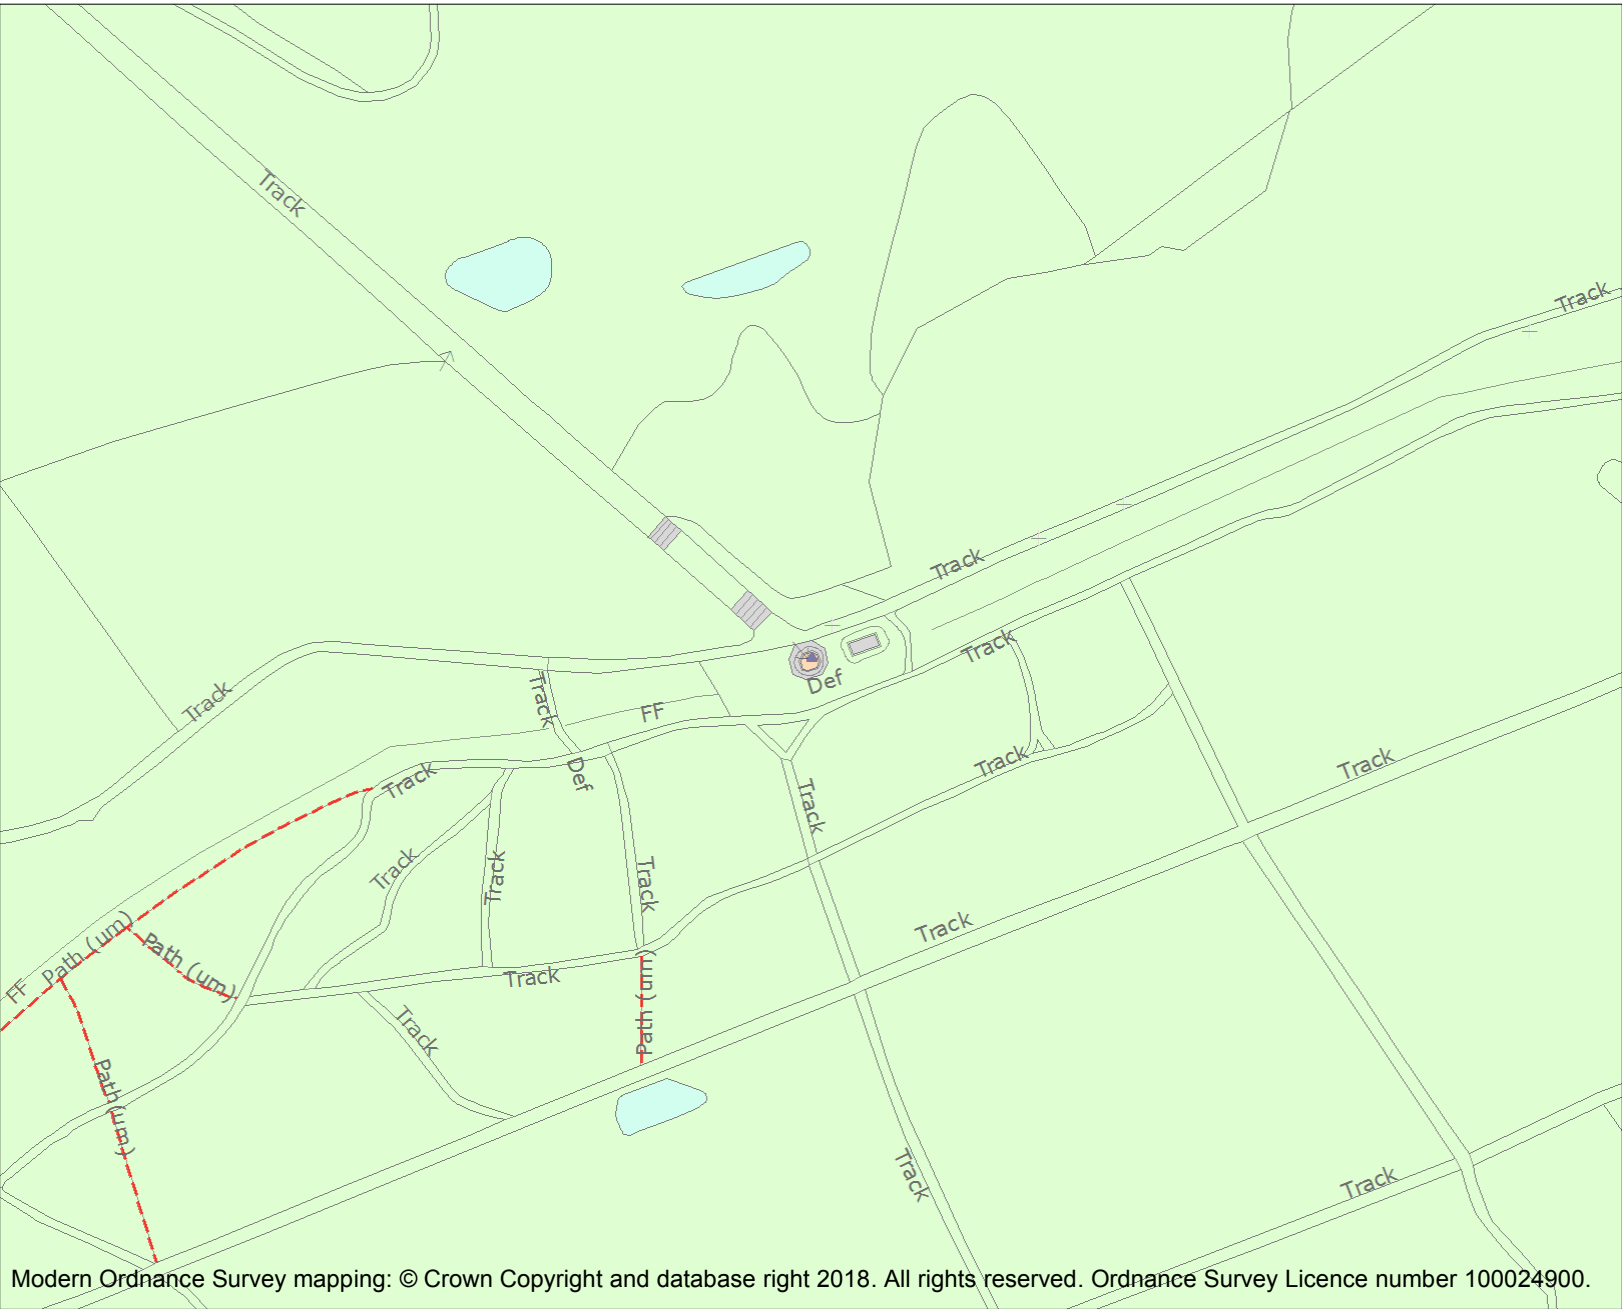 Track
Track
Track
Track
Def
Track
Track
FF
Track
Track
Def
Track
Track
Track
Track
Track
Track
Track
Path (um)
Path (um)
FF
Track
Path (um)
Track
Path(um)
Track
Track
Modern Ordnance Survey mapping: © Crown Copyright and database right 2018. All rights reserved. Ordnance Survey Licence number 100024900.